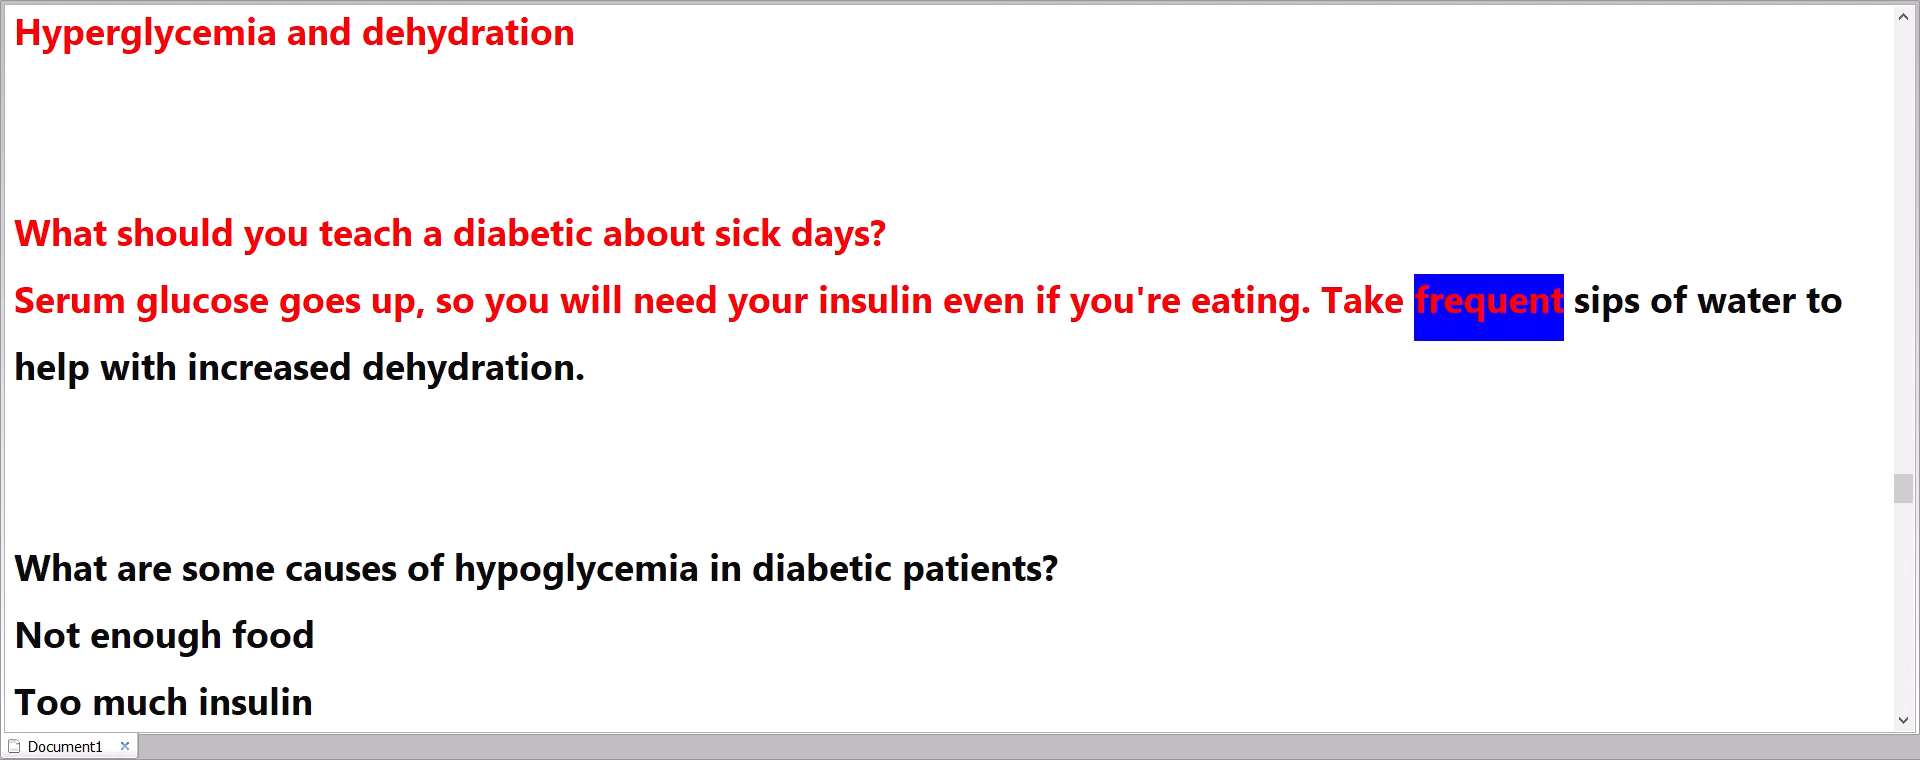 Hyperglycemia and dehydration
What should you teach a diabetic about sick days?
Serum glucose goes up, so you will need your insulin even if you're eating. Take frequent sips of water to
help with increased dehydration.
What are some causes of hypoglycemia in diabetic patients?
Not enough food
Too much insulin
Document1